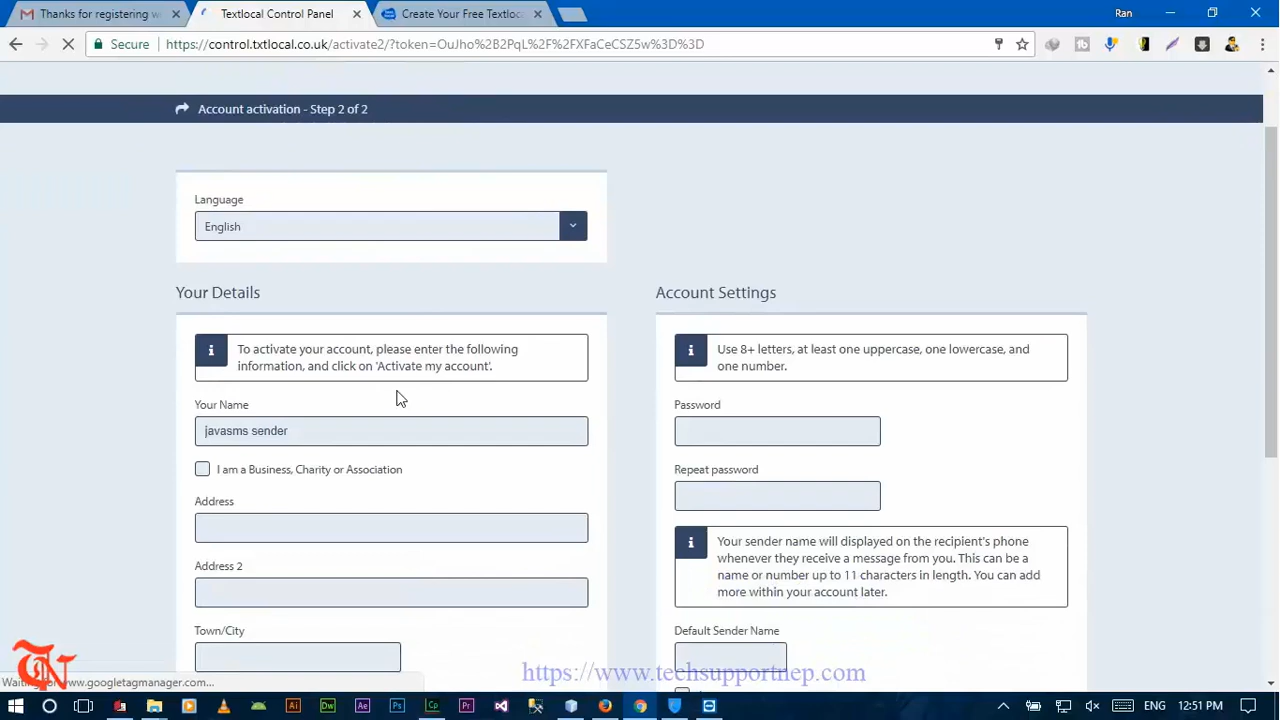 Thanks for registering w
Textlocal Control Panel
Create Your Free Textloc
Ran
Secure
https://control.txtlocal.co.uk/activate2/?token=OuJho%2B2PqL%2F%2FXFaCeCSZ5w%3D%3D
Account activation - Step 2 of 2
Language
English
Your Details
Account Settings
To activate your account, please enter the following
information, and click on 'Activate my account'.
Use 8+ letters, at least one uppercase, one lowercase, and
one number.
Your Name
Password
javasms sender
I am a Business, Charity or Association
Repeat password
Address
Your sender name will displayed on the recipient's phone
whenever they receive a message from you. This can be a
name or number up to 11 characters in length. You can add
more within your account later.
Address 2
Town/City
Default Sender Name
https://www.techsupportnep.com
ENG
12:51 PM